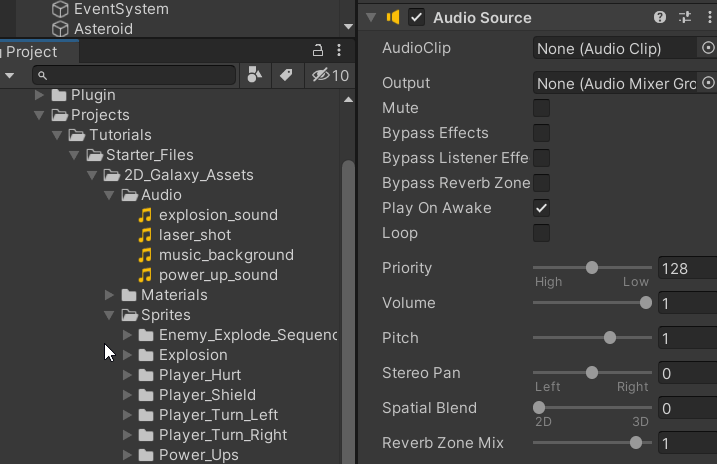 EventSystem
Asteroid
Project
10
Plugin
Projects
Tutorials
Starter_Files
2D_Galaxy_Assets
Audio
explosion_sound
laser_shot
music_background
power_up_sound
Materials
Sprites
Enemy_Explode_Sequenc
Explosion
Player_Hurt
Player_Shield
Player_Turn_Left
Player_Turn_Right
Power_Ups
Audio Source
AudioClip None (Audio Clip)
Output None (Audio Mixer Gro
Mute
Bypass Effects
Bypass Listener Effe
Bypass Reverb Zone
Play On Awake
Loop
Priority 128
High Low
Volume 1
Pitch 1
Stereo Pan 0
Left Right
Spatial Blend 0
2D 3D
Reverb Zone Mix 1